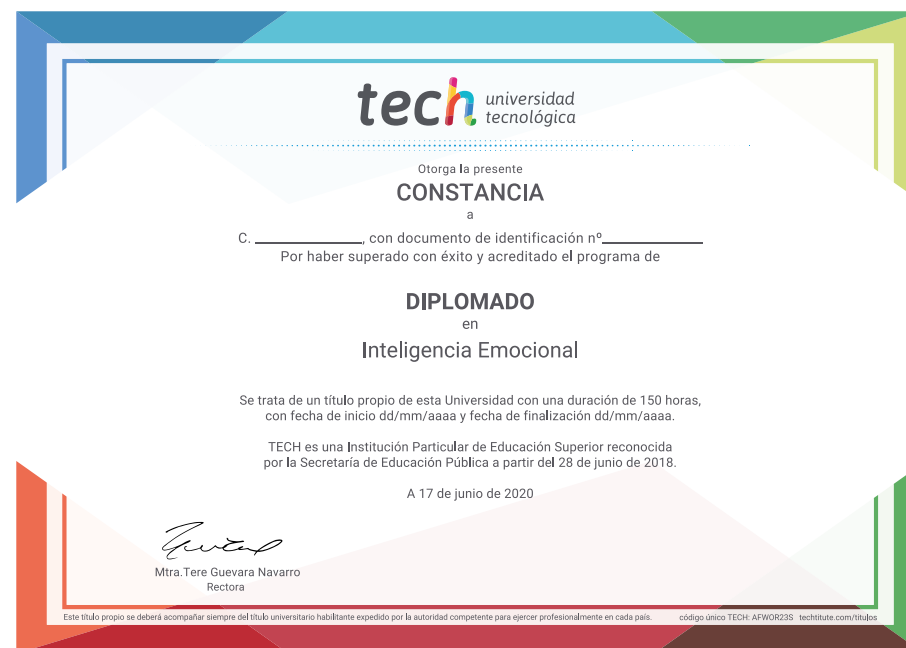 tech universidad
tecnológica
Otorga la presente
CONSTANCIA
a
C. ____________, con documento de identificación nº____________
Por haber superado con éxito y acreditado el programa de
DIPLOMADO
en
Inteligencia Emocional
Se trata de un título propio de esta Universidad con una duración de 150 horas,
con fecha de inicio dd/mm/aaaa y fecha de finalización dd/mm/aaaa.
TECH es una Institución Particular de Educación Superior reconocida
por la Secretaría de Educación Pública a partir del 28 de junio de 2018.
A 17 de junio de 2020
Mtra.Tere Guevara Navarro
Rectora
Este título propio se deberá acompañar siempre del título universitario habilitante expedido por la autoridad competente para ejercer profesionalmente en cada país. código único TECH: AFWOR23S techtitute.com/titulos